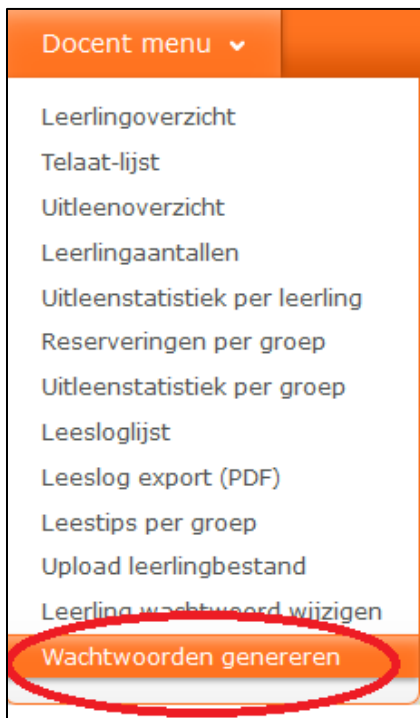 Docent menu
Leerlingoverzicht
Telaat-lijst
Uitleenoverzicht
Leerlingaantallen
Uitleenstatistiek per leerling
Reserveringen per groep
Uitleenstatistiek per groep
Leesloglijst
Leeslog export (PDF)
Leestips per groep
Upload leerlingbestand
Leerling wachtwoord wijzigen
Wachtwoorden genereren